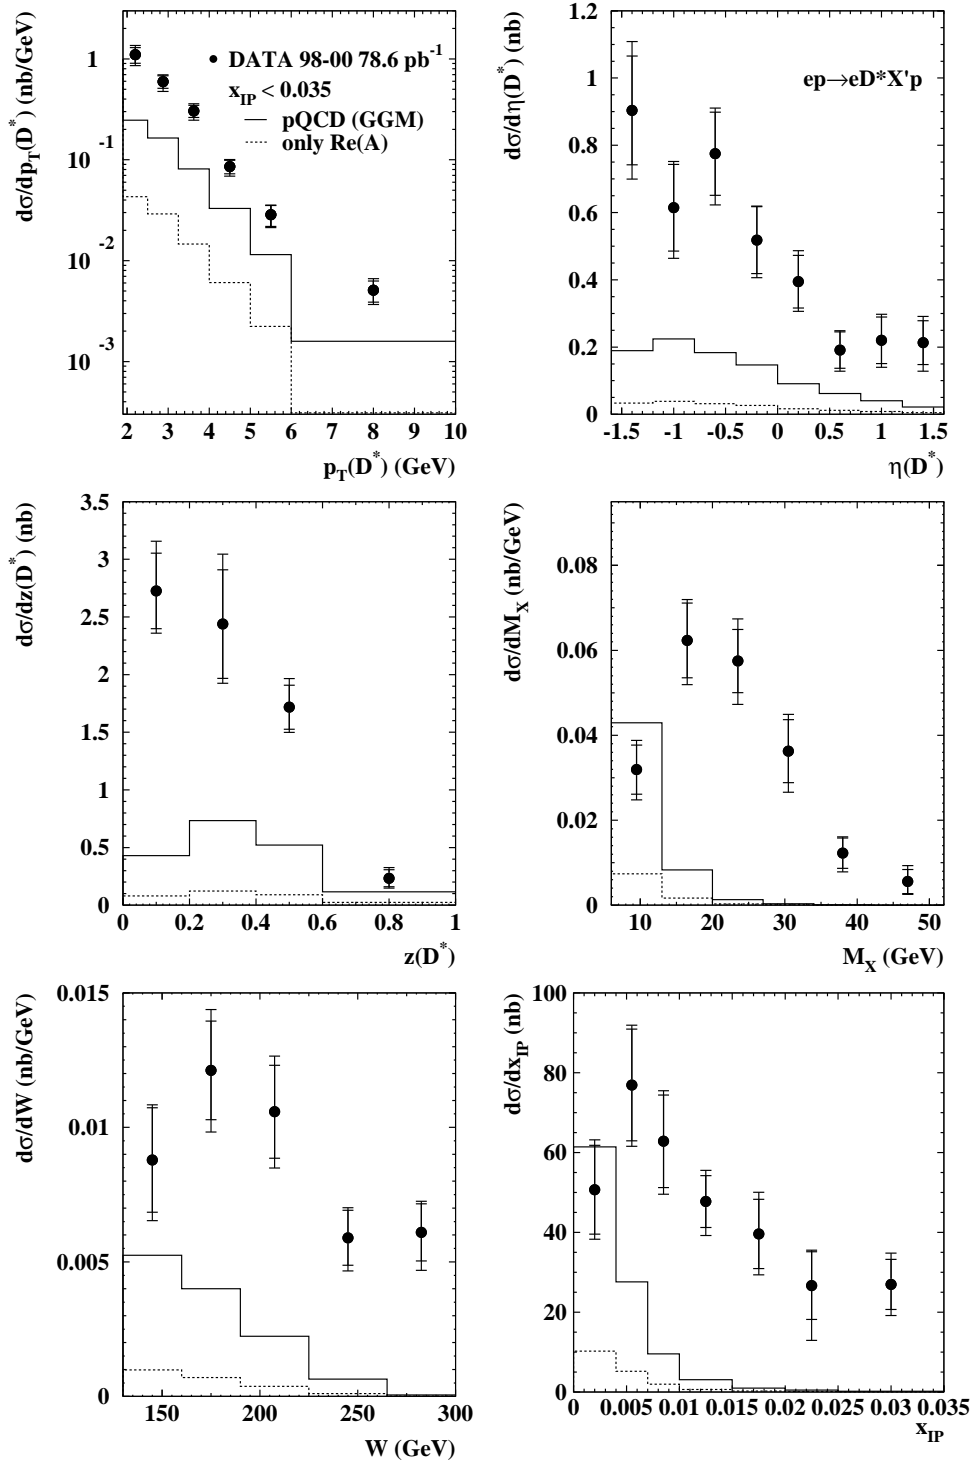 dσ/dp_T(D^*) (nb/GeV)
1
10^-1
10^-2
10^-3
DATA 98-00 78.6 pb^-1
x_IP < 0.035
pQCD (GGM)
only Re(A)
2 3 4 5 6 7 8 9 10
p_T(D^*) (GeV)
dσ/dη(D^*) (nb)
1.2
1
0.8
0.6
0.4
0.2
0
ep→eD*X'p
-1.5 -1 -0.5 0 0.5 1 1.5
η(D^*)
dσ/dz(D^*) (nb)
3.5
3
2.5
2
1.5
1
0.5
0
0 0.2 0.4 0.6 0.8 1
z(D^*)
dσ/dM_X (nb/GeV)
0.08
0.06
0.04
0.02
0
10 20 30 40 50
M_X (GeV)
dσ/dW (nb/GeV)
0.015
0.01
0.005
0
150 200 250 300
W (GeV)
dσ/dx_IP (nb)
100
80
60
40
20
0
0 0.005 0.01 0.015 0.02 0.025 0.03 0.035
x_IP